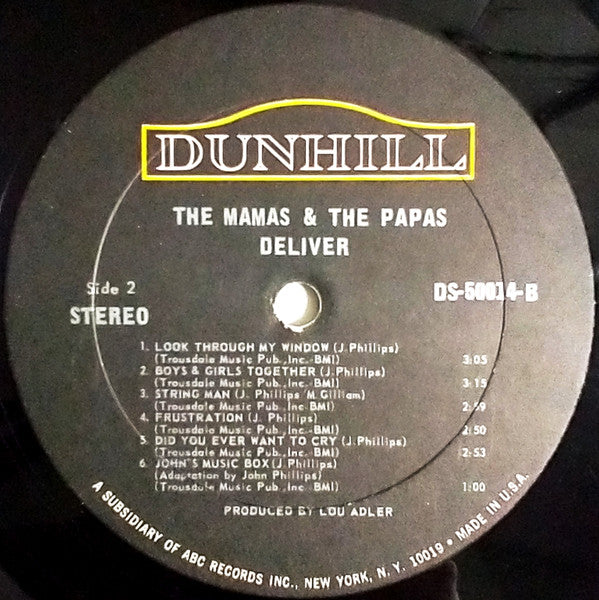 DUNHILL
THE MAMAS & THE PAPAS
DELIVER
Side 2
STEREO
DS-50014-B
1. LOOK THROUGH MY WINDOW (J. Phillips)
(Trousdale Music Pub., Inc.-BMI) 3:05
2. BOYS & GIRLS TOGETHER (J. Phillips)
(Trousdale Music Pub., Inc.-BMI) 3:15
3. STRING MAN (J. Phillips-M. Gilliam)
(Trousdale Music Pub., Inc-BMI) 2:59
4. FRUSTRATION (J. Phillips)
(Trousdale Music Pub., Inc.-BMI) 2:50
5. DID YOU EVER WANT TO CRY (J. Phillips)
(Trousdale Music Pub., Inc.-BMI) 2:53
6. JOHN'S MUSIC BOX (J. Phillips)
(Adaptation by John Phillips)
(Trousdale Music Pub., Inc.-BMI) 1:00
PRODUCED BY LOU ADLER
A SUBSIDIARY OF ABC RECORDS INC., NEW YORK, N. Y. 10019 • MADE IN U.S.A.